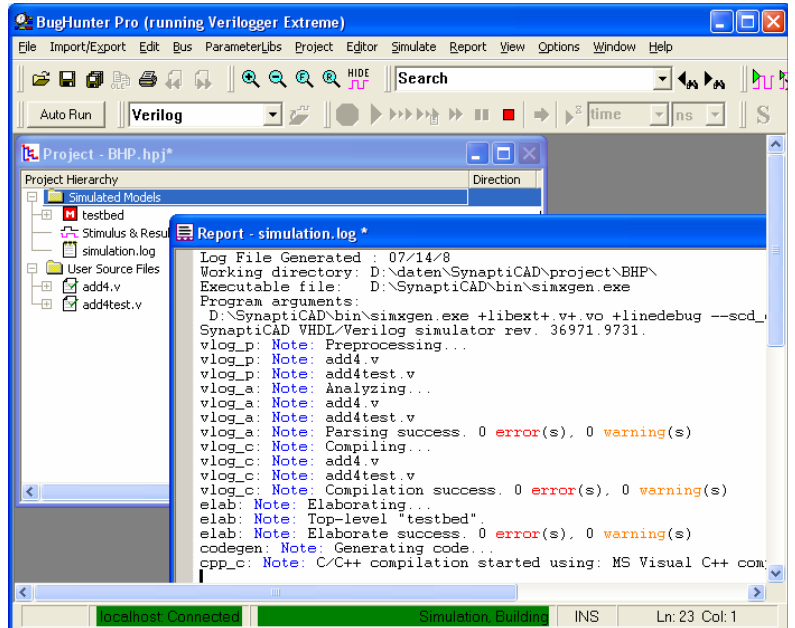 BugHunter Pro (running Verilogger Extreme)
File Import/Export Edit Bus ParameterLibs Project Editor Simulate Report View Options Window Help
HIDE Search
Auto Run Verilog time ns S
Project - BHP.hpj*
Project Hierarchy Direction
Simulated Models
M testbed
Stimulus & Resul
simulation.log
User Source Files
add4.v
add4test.v
Report - simulation.log *
Log File Generated : 07/14/8
Working directory: D:\daten\SynaptiCAD\project\BHP\
Executable file: D:\SynaptiCAD\bin\simxgen.exe
Program arguments:
D:\SynaptiCAD\bin\simxgen.exe +libext+.v+.vo +linedebug --scd_
SynaptiCAD VHDL/Verilog simulator rev. 36971.9731.
vlog_p: Note: Preprocessing...
vlog_p: Note: add4.v
vlog_p: Note: add4test.v
vlog_a: Note: Analyzing...
vlog_a: Note: add4.v
vlog_a: Note: add4test.v
vlog_a: Note: Parsing success. 0 error(s), 0 warning(s)
vlog_c: Note: Compiling...
vlog_c: Note: add4.v
vlog_c: Note: add4test.v
vlog_c: Note: Compilation success. 0 error(s), 0 warning(s)
elab: Note: Elaborating...
elab: Note: Top-level "testbed".
elab: Note: Elaborate success. 0 error(s), 0 warning(s)
codegen: Note: Generating code...
cpp_c: Note: C/C++ compilation started using: MS Visual C++ com
localhost: Connected Simulation, Building INS Ln: 23 Col: 1